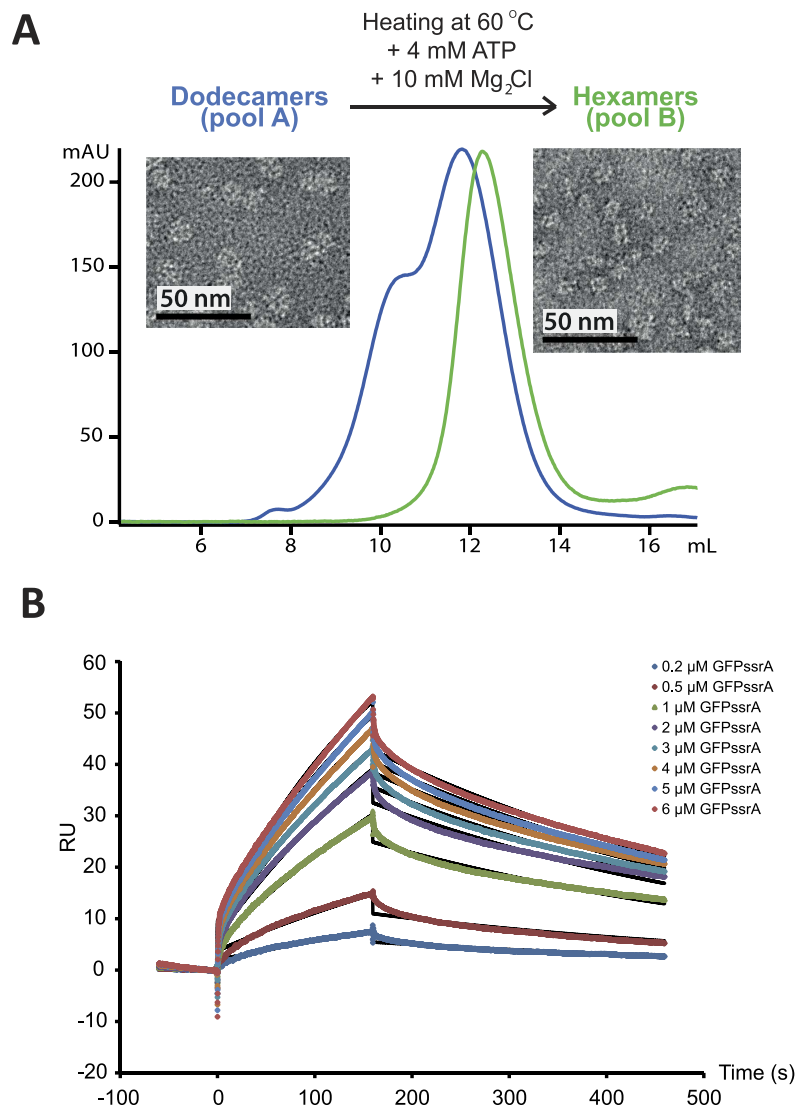 A
Heating at 60 °C
+ 4 mM ATP
+ 10 mM Mg₂Cl
Dodecamers
(pool A)
Hexamers
(pool B)
mAU
200
150
100
50
0
50 nm
50 nm
6
8
10
12
14
16
mL
B
60
50
40
30
20
10
0
-10
-20
RU
-100
0
100
200
300
400
500
Time (s)
0.2 µM GFPssrA
0.5 µM GFPssrA
1 µM GFPssrA
2 µM GFPssrA
3 µM GFPssrA
4 µM GFPssrA
5 µM GFPssrA
6 µM GFPssrA